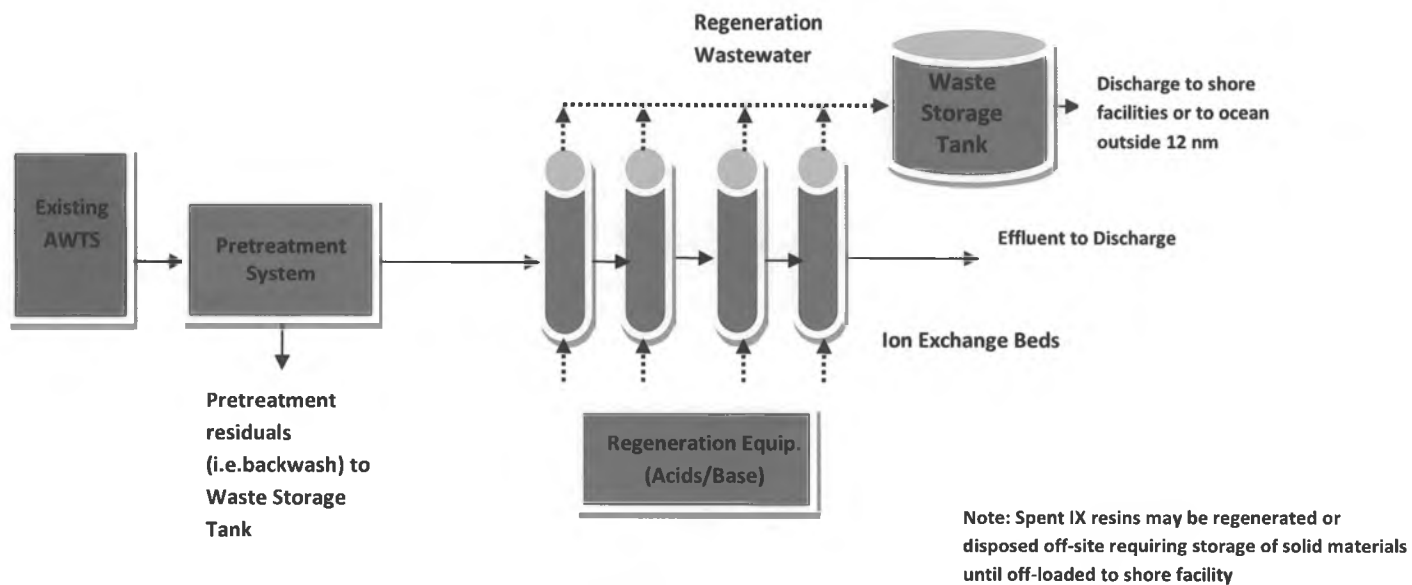 Regeneration
Wastewater
Waste
Storage
Tank
Discharge to shore
facilities or to ocean
outside 12 nm
Existing
AWTS
Pretreatment
System
Effluent to Discharge
Ion Exchange Beds
Pretreatment
residuals
(i.e.backwash) to
Waste Storage
Tank
Regeneration Equip.
(Acids/Base)
Note: Spent IX resins may be regenerated or
disposed off-site requiring storage of solid materials
until off-loaded to shore facility